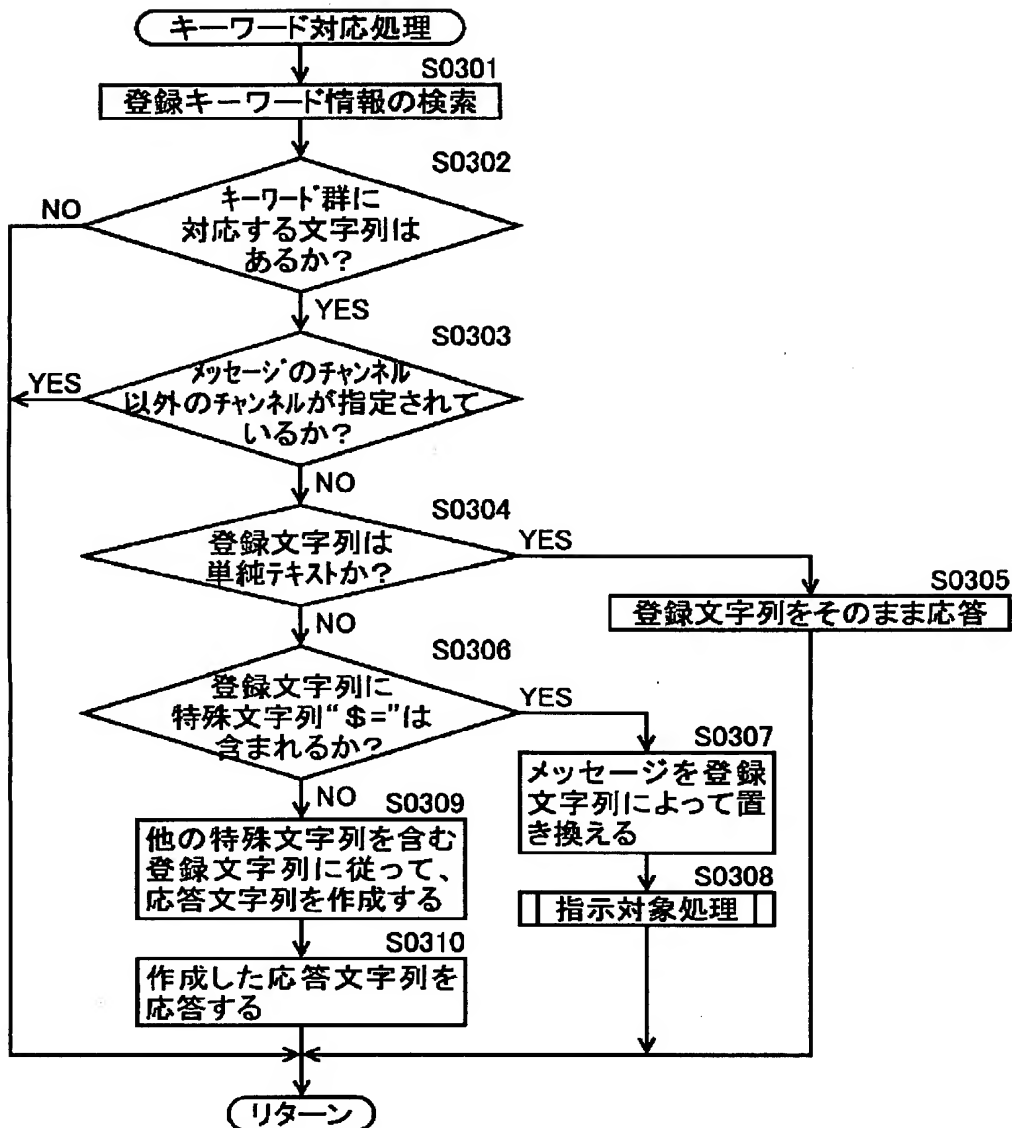 キーワード対応処理
S0301
登録キーワード情報の検索
S0302
キーワード群に
対応する文字列は
あるか?
NO
YES
S0303
メッセージのチャンネル
以外のチャンネルが指定されて
いるか?
YES
NO
S0304
登録文字列は
単純テキストか?
YES
S0305
登録文字列をそのまま応答
NO
S0306
登録文字列に
特殊文字列“$=”は
含まれるか?
YES
S0307
メッセージを登録
文字列によって置
き換える
S0308
指示対象処理
NO
S0309
他の特殊文字列を含む
登録文字列に従って、
応答文字列を作成する
S0310
作成した応答文字列を
応答する
リターン